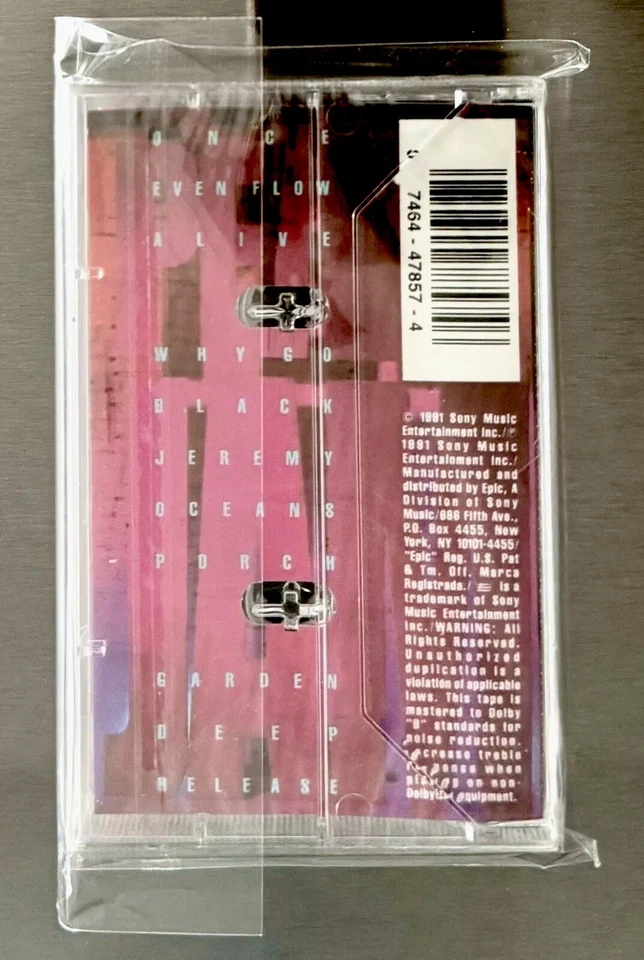 ONCE
EVEN FLOW
ALIVE
WHY GO
BLACK
JEREMY
OCEANS
PORCH
GARDEN
DEEP
RELEASE
7464-47857-4
© 1991 Sony Music
Entertainment Inc./℗
1991 Sony Music
Entertainment Inc./
Manufactured and
distributed by Epic, A
Division of Sony
Music/666 Fifth Ave.,
P.O. Box 4455, New
York, NY 10101-4455/
"Epic" Reg. U.S. Pat
& Tm. Off. Marca
Registrada./ is a
trademark of Sony
Music Entertainment
Inc./WARNING: All
Rights Reserved.
Unauthorized
duplication is a
violation of applicable
laws. This tape is
mastered to Dolby
"B" standards for
noise reduction.
treble
when
on non-
equipment.